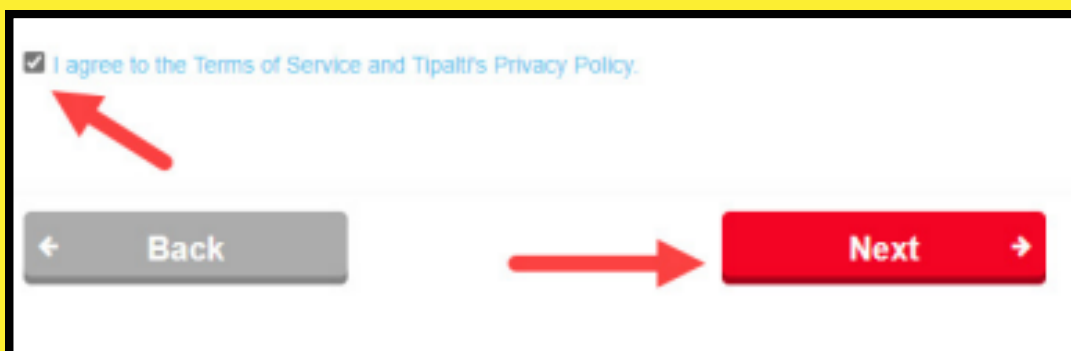 I agree to the Terms of Service and Tipalti's Privacy Policy.
Back
Next